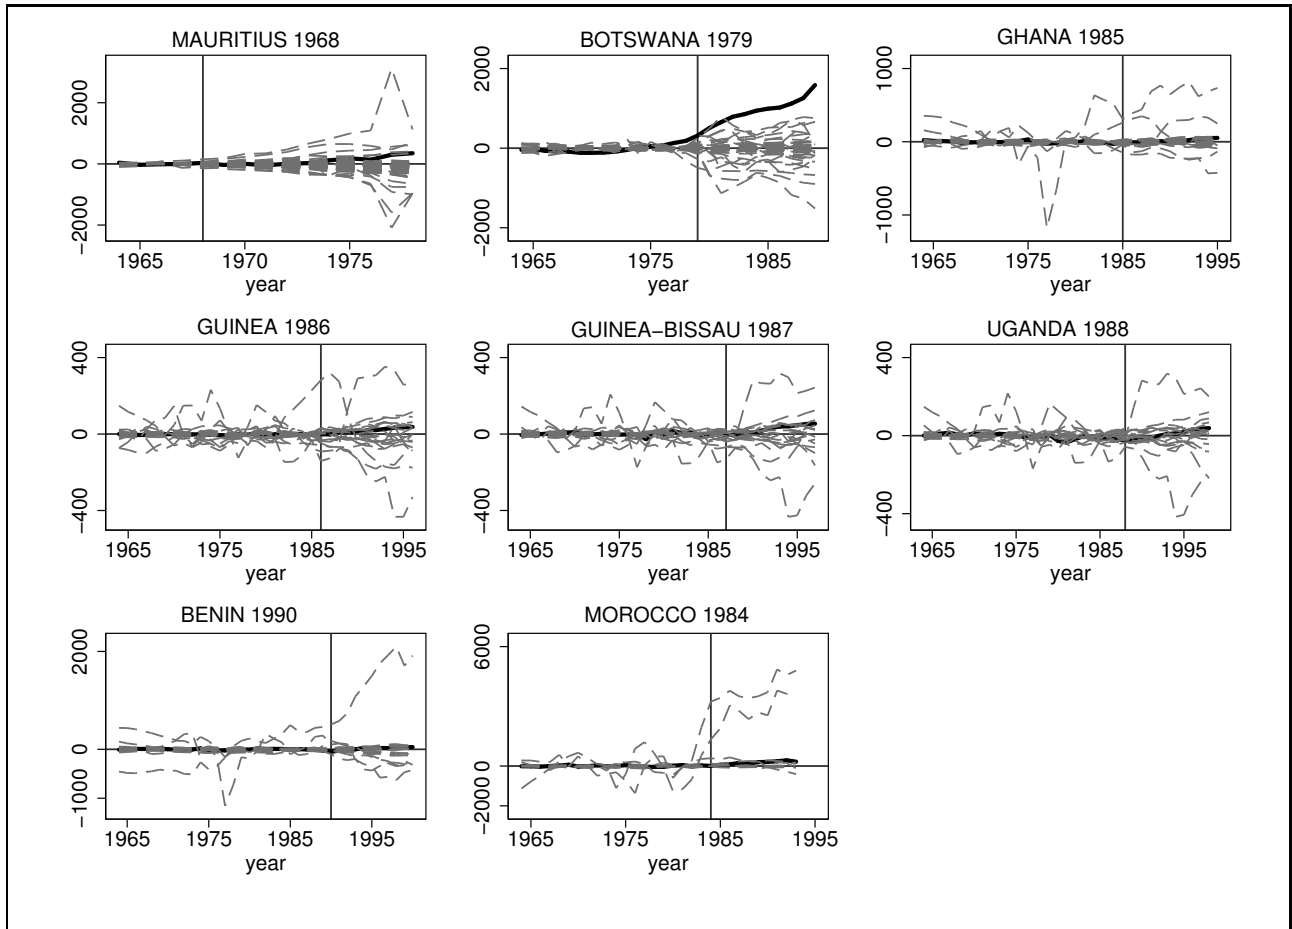 MAURITIUS 1968
2000
0
−2000
1965 1970 1975
year
BOTSWANA 1979
2000
0
−2000
1965 1975 1985
year
GHANA 1985
1000
0
−1000
1965 1975 1985 1995
year
GUINEA 1986
400
0
−400
1965 1975 1985 1995
year
GUINEA−BISSAU 1987
400
0
−400
1965 1975 1985 1995
year
UGANDA 1988
400
0
−400
1965 1975 1985 1995
year
BENIN 1990
2000
0
−1000
1965 1975 1985 1995
year
MOROCCO 1984
6000
0
−2000
1965 1975 1985 1995
year